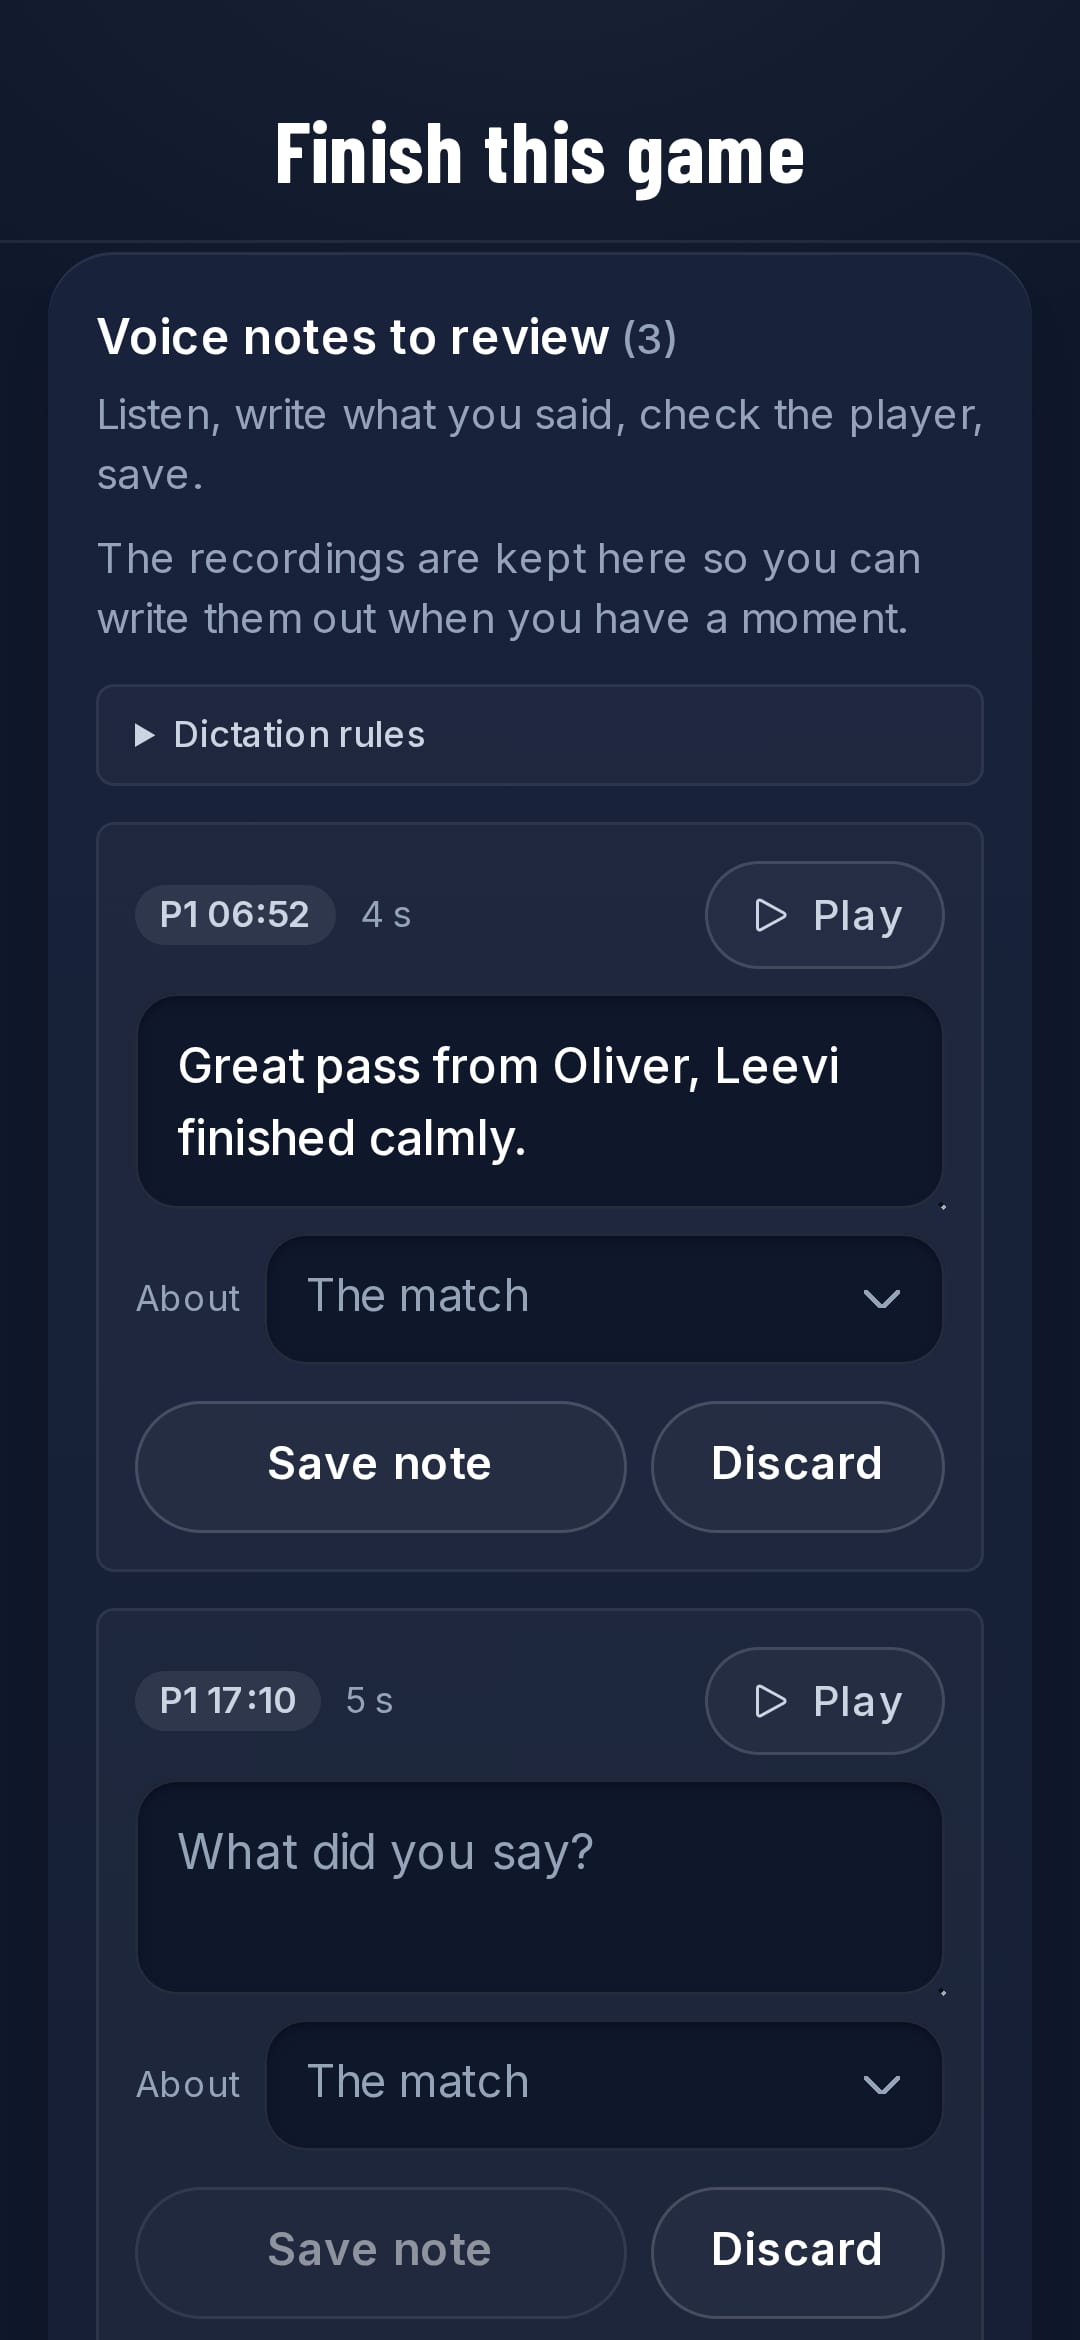 Finish this game
Voice notes to review (3)
Listen, write what you said, check the player,
save.
The recordings are kept here so you can
write them out when you have a moment.
Dictation rules
P1 06:52 4 s Play
Great pass from Oliver, Leevi
finished calmly.
About The match
Save note Discard
P1 17:10 5 s Play
What did you say?
About The match
Save note Discard